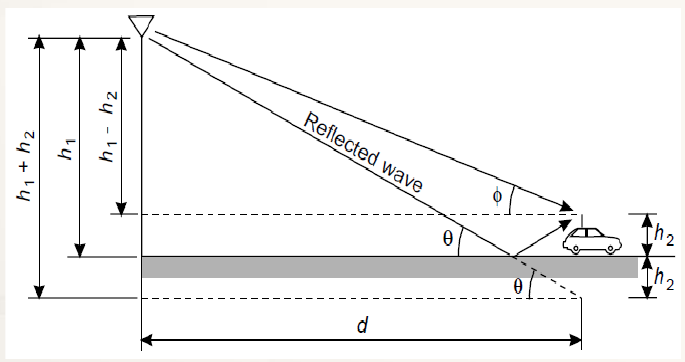 h₁ + h₂
h₁
h₁ - h₂
Reflected wave
ϕ
θ
θ
h₂
h₂
d